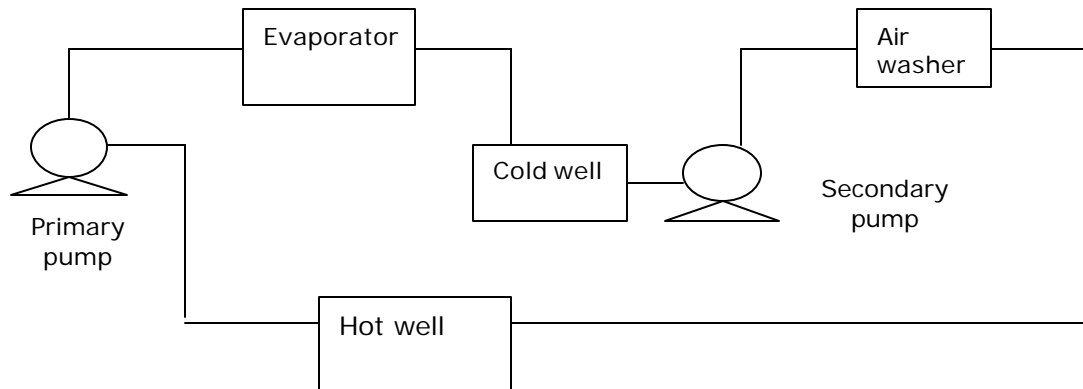 Evaporator
Air
washer
Cold well
Secondary
pump
Primary
pump
Hot well